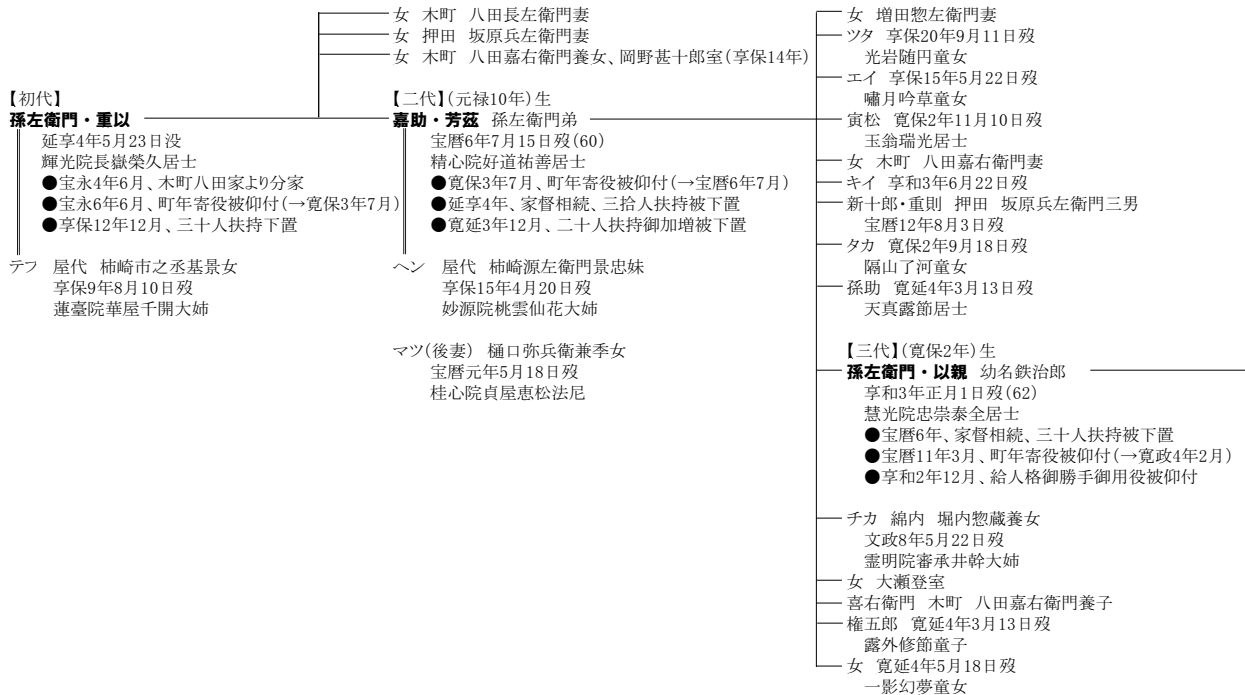 女 木町 八田長左衛門妻
女 押田 坂原兵左衛門妻
女 木町 八田嘉右衛門養女、岡野甚十郎室(享保14年)
【初代】
孫左衛門・重以
延享4年5月23日没
輝光院長嶽榮久居士
●宝永4年6月、木町八田家より分家
●宝永6年6月、町年寄役被仰付(→寛保3年7月)
●享保12年12月、三十人扶持下置
テフ 屋代 柿崎市之丞基景女
享保9年8月10日歿
蓮臺院華屋千開大姉
【二代】(元禄10年)生
嘉助・芳茲 孫左衛門弟
宝暦6年7月15日歿(60)
精心院好道祐善居士
●寛保3年7月、町年寄役被仰付(→宝暦6年7月)
●延享4年、家督相続、三拾人扶持被下置
●寛延3年12月、二十人扶持御加増被下置
ヘン 屋代 柿崎源左衛門景忠妹
享保15年4月20日歿
妙源院桃雲仙花大姉
マツ(後妻) 樋口弥兵衛兼季女
宝暦元年5月18日歿
桂心院貞屋恵松法尼
女 増田惣左衛門妻
ツタ 享保20年9月11日歿
光岩随円童女
エイ 享保15年5月22日歿
嘯月吟草童女
寅松 寛保2年11月10日歿
玉翁瑞光居士
女 木町 八田嘉右衛門妻
キイ 享和3年6月22日歿
新十郎・重則 押田 坂原兵左衛門三男
宝暦12年8月3日歿
タカ 寛保2年9月18日歿
隔山了河童女
孫助 寛延4年3月13日歿
天真露節居士
【三代】(寛保2年)生
孫左衛門・以親 幼名鉄治郎
享和3年正月1日歿(62)
慧光院忠崇泰全居士
●宝暦6年、家督相続、三十人扶持被下置
●宝暦11年3月、町年寄役被仰付(→寛政4年2月)
●享和2年12月、給人格御勝手御用役被仰付
チカ 綿内 堀内惣蔵養女
文政8年5月22日歿
霊明院審承井幹大姉
女 大瀬登室
喜右衛門 木町 八田嘉右衛門養子
権五郎 寛延4年3月13日歿
露外修節童子
女 寛延4年5月18日歿
一影幻夢童女